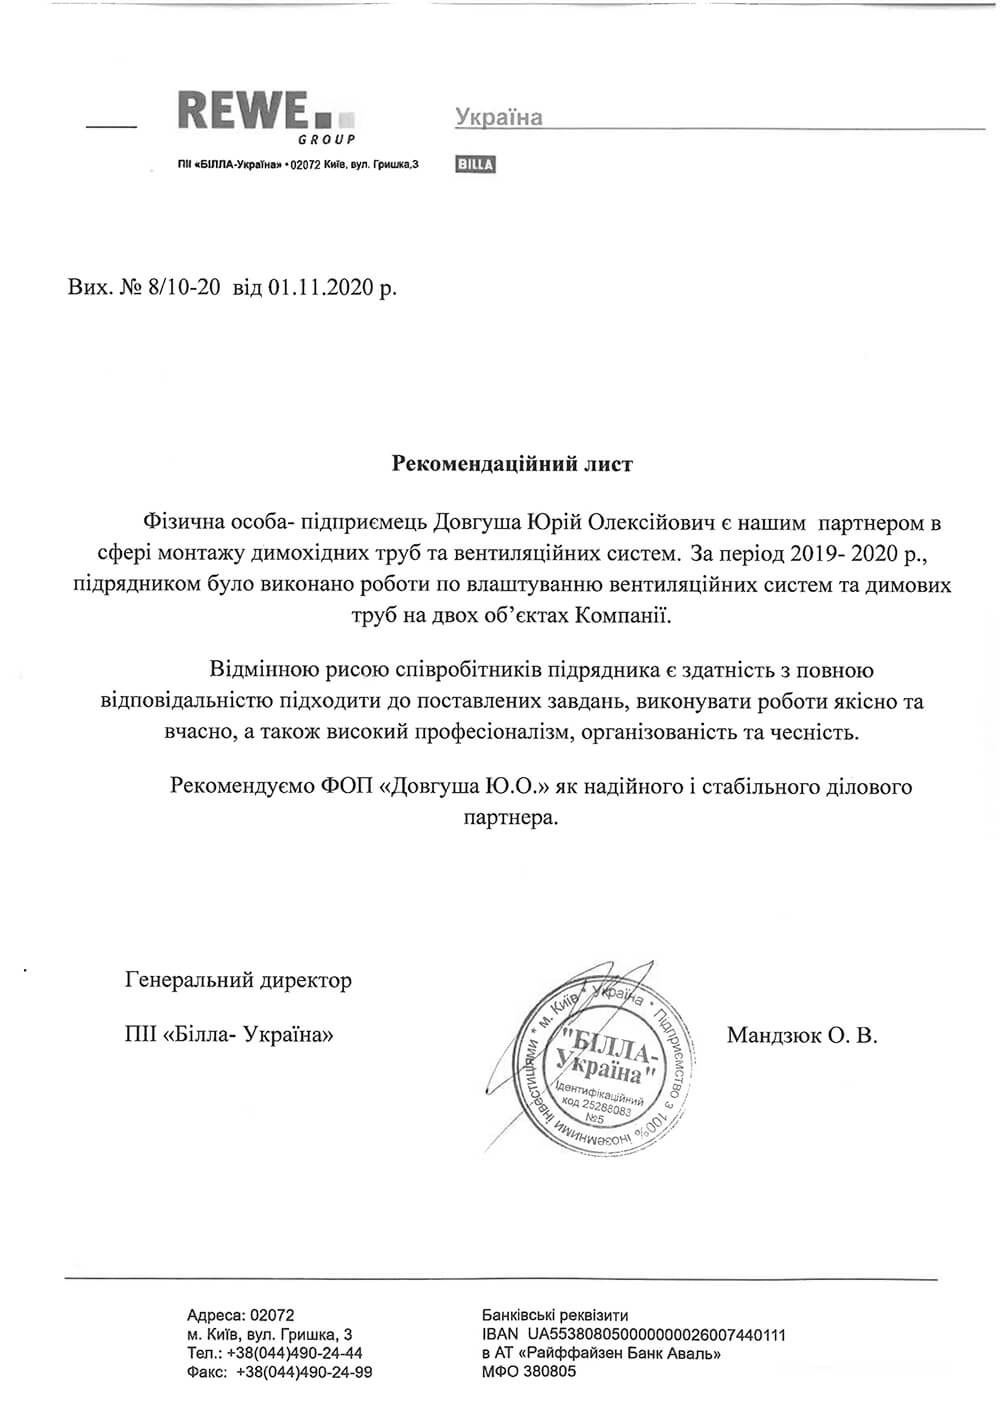 REWE
GROUP
Україна
ПІІ «БІЛЛА-Україна» • 02072 Київ, вул. Гришка,3
BILLA
Вих. № 8/10-20 від 01.11.2020 р.
Рекомендаційний лист
Фізична особа- підприємець Довгуша Юрій Олексійович є нашим партнером в
сфері монтажу димохідних труб та вентиляційних систем. За період 2019- 2020 р.,
підрядником було виконано роботи по влаштуванню вентиляційних систем та димових
труб на двох об’єктах Компанії.
Відмінною рисою співробітників підрядника є здатність з повною
відповідальністю підходити до поставлених завдань, виконувати роботи якісно та
вчасно, а також високий професіоналізм, організованість та чесність.
Рекомендуємо ФОП «Довгуша Ю.О.» як надійного і стабільного ділового
партнера.
Генеральний директор
ПІІ «Білла- Україна»
Мандзюк О. В.
* м. Київ * Україна * Підприємство з 100% іноземними інвестиціями
"БІЛЛА-
Україна"
Ідентифікаційний
код 25288083
№5
Адреса: 02072
м. Київ, вул. Гришка, 3
Тел.: +38(044)490-24-44
Факс: +38(044)490-24-99
Банківські реквізити
IBAN UA553808050000000026007440111
в АТ «Райффайзен Банк Аваль»
МФО 380805